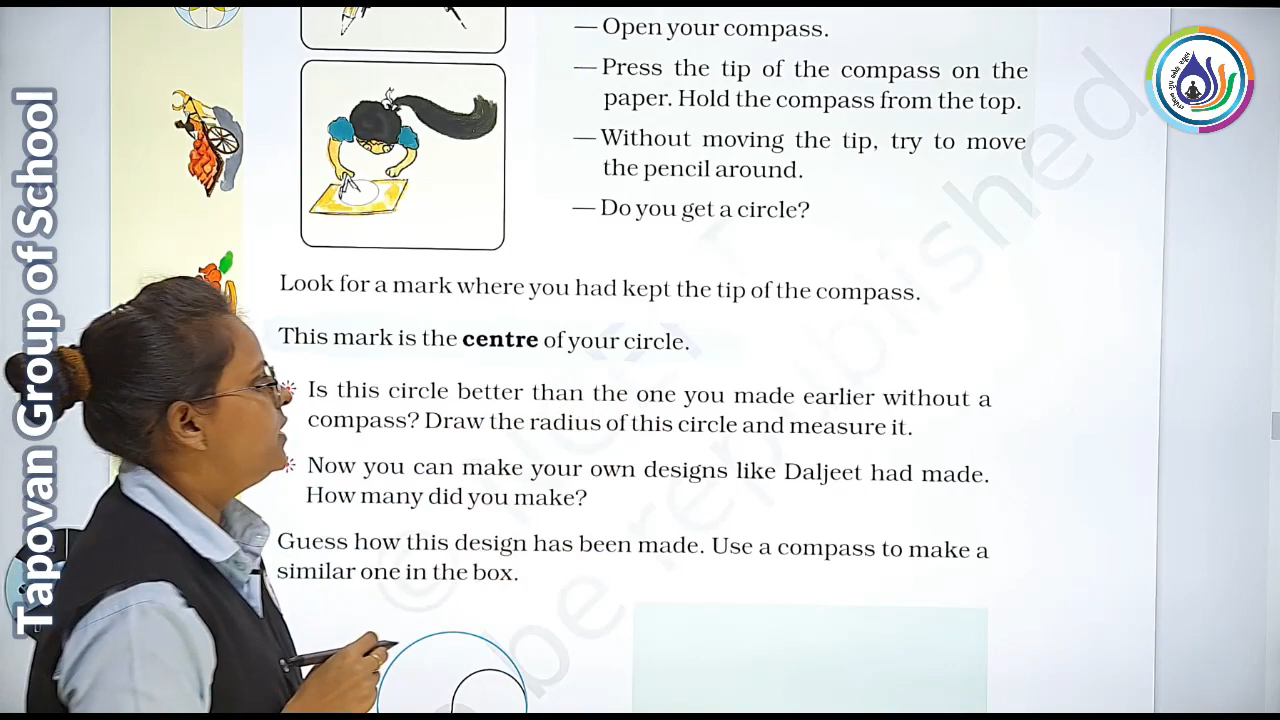 — Open your compass.
— Press the tip of the compass on the
paper. Hold the compass from the top.
— Without moving the tip, try to move
the pencil around.
— Do you get a circle?
Look for a mark where you had kept the tip of the compass.
This mark is the centre of your circle.
Is this circle better than the one you made earlier without a
compass? Draw the radius of this circle and measure it.
Now you can make your own designs like Daljeet had made.
How many did you make?
Guess how this design has been made. Use a compass to make a
similar one in the box.
Tapovan Group of School
be republished